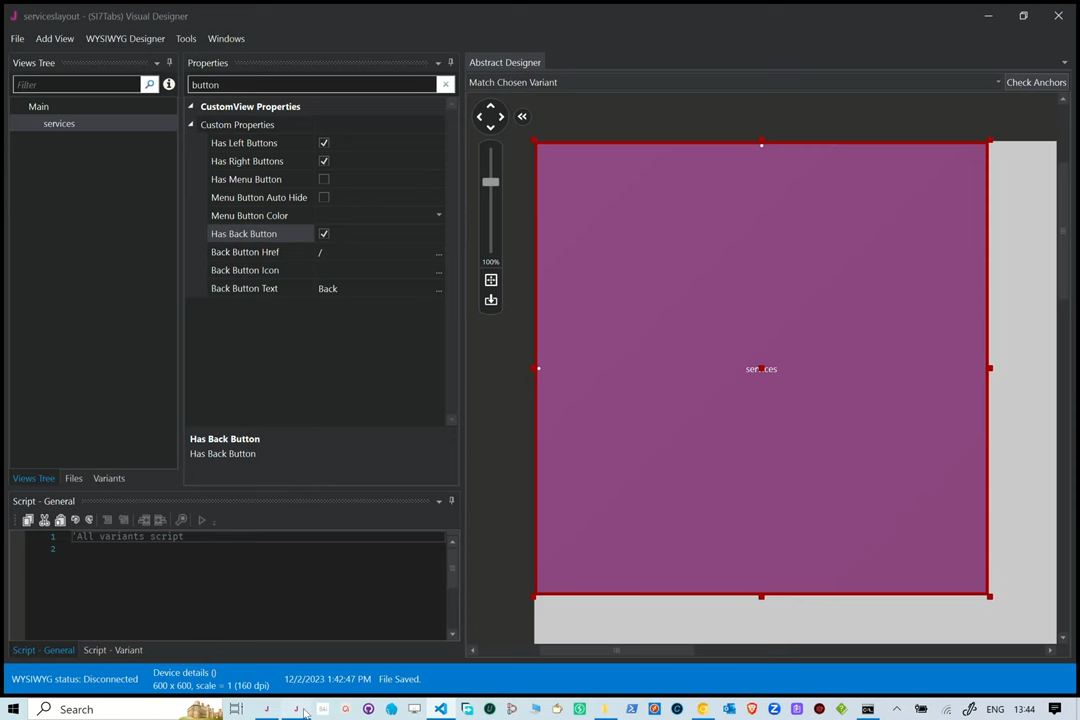 serviceslayout - (SI7Tabs) Visual Designer
File Add View WYSIWYG Designer Tools Windows
Views Tree
Filter
Main
services
Views Tree Files Variants
Properties
button
CustomView Properties
Custom Properties
Has Left Buttons
Has Right Buttons
Has Menu Button
Menu Button Auto Hide
Menu Button Color
Has Back Button
Back Button Href / ...
Back Button Icon ...
Back Button Text Back ...
Has Back Button
Has Back Button
Script - General
1 'All variants script
2
Script - General Script - Variant
Abstract Designer
Match Chosen Variant Check Anchors
100%
services
WYSIWYG status: Disconnected
Device details ()
600 x 600, scale = 1 (160 dpi)
12/2/2023 1:42:47 PM File Saved.
Search
ENG 13:44